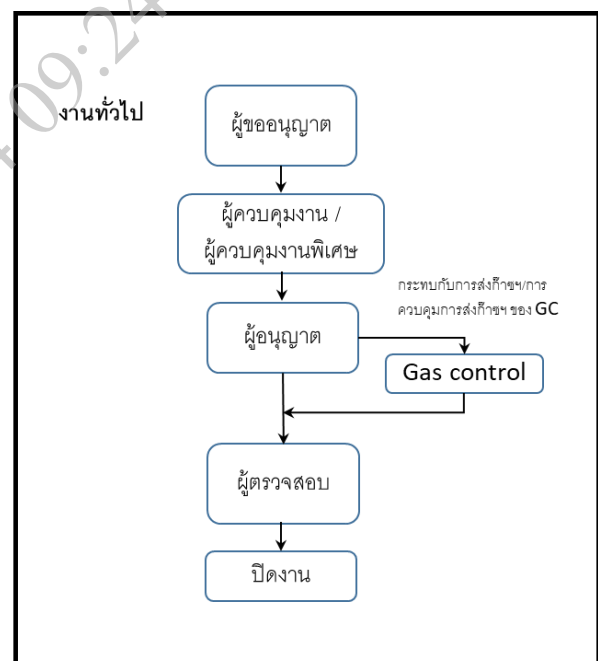 09:24
งานทั่วไป
ผู้ขออนุญาต
ผู้ควบคุมงาน /
ผู้ควบคุมงานพิเศษ
กระทบกับการส่งก๊าซฯ/การ
ควบคุมการส่งก๊าซฯ ของ GC
ผู้อนุญาต
Gas control
ผู้ตรวจสอบ
ปิดงาน